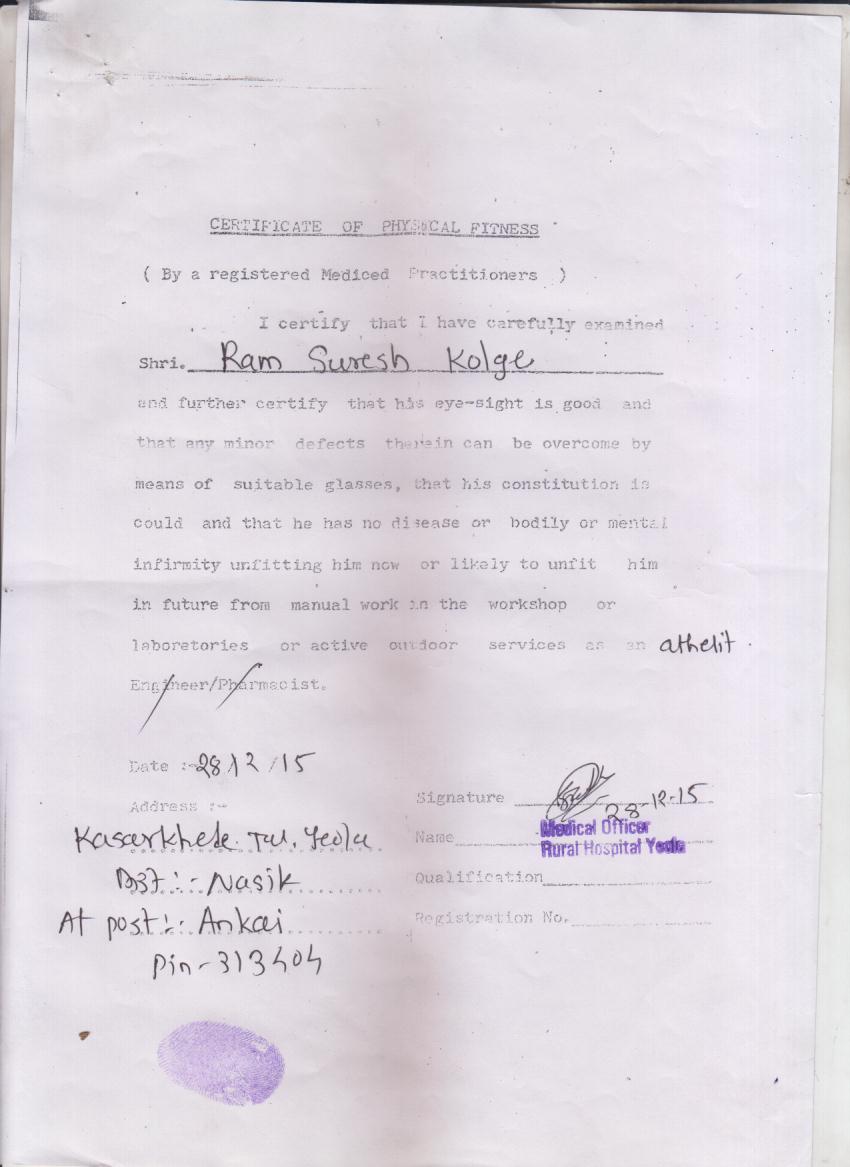 CERTIFICATE OF PHYSICAL FITNESS
( By a registered Mediced Practitioners )
I certify that I have carefully examined
Shri. Ram Suresh Kolge
and further certify that his eye-sight is good and
that any minor defects therein can be overcome by
means of suitable glasses, that his constitution is
could and that he has no disease or bodily or mental
infirmity unfitting him now or likely to unfit him
in future from manual work in the workshop or
laboratories or active outdoor services as an athelit.
Engineer/Pharmacist.
Date :- 28/12/15
Address :-
Kasarkhede Tal, Yeola
Dist :- Nasik
At post :- Ankai
Pin - 313404
Signature 28-12-15
Name Medical Officer
Rural Hospital Yeola
Qualification
Registration No.